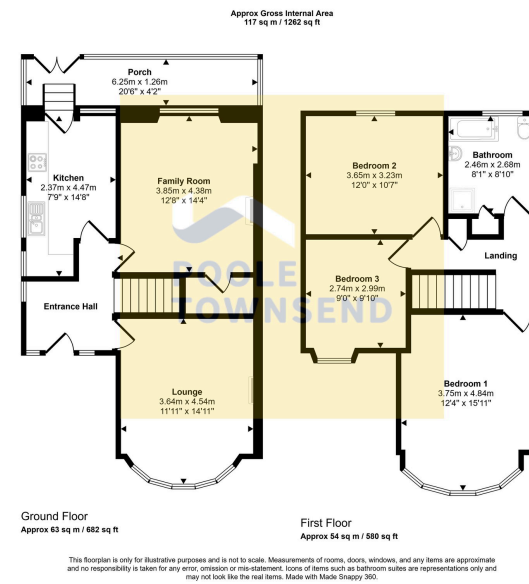 Approx Gross Internal Area
117 sq m / 1262 sq ft
Porch
6.25m x 1.26m
20'6" x 4'2"
Kitchen
2.37m x 4.47m
7'9" x 14'8"
Family Room
3.85m x 4.38m
12'8" x 14'4"
Entrance Hall
Lounge
3.64m x 4.54m
11'11" x 14'11"
Bedroom 2
3.65m x 3.23m
12'0" x 10'7"
Bathroom
2.46m x 2.68m
8'1" x 8'10"
Landing
Bedroom 3
2.74m x 2.99m
9'0" x 9'10"
Bedroom 1
3.75m x 4.84m
12'4" x 15'11"
POOLE
TOWNSEND
Ground Floor
Approx 63 sq m / 682 sq ft
First Floor
Approx 54 sq m / 580 sq ft
This floorplan is only for illustrative purposes and is not to scale. Measurements of rooms, doors, windows, and any items are approximate
and no responsibility is taken for any error, omission or mis-statement. Icons of items such as bathroom suites are representations only and
may not look like the real items. Made with Made Snappy 360.